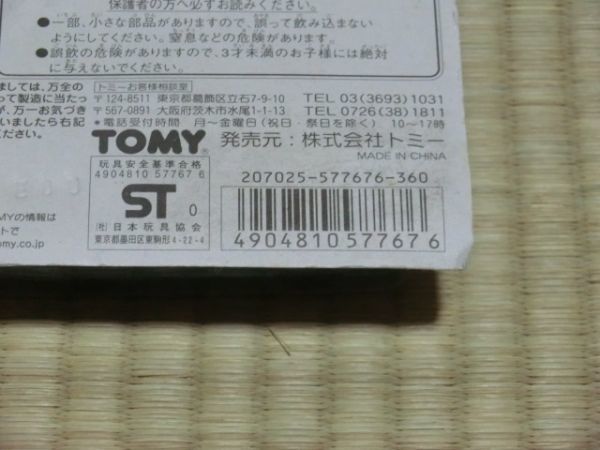 保護者の方へ必ずお読みください。
●一部、小さな部品がありますので、誤って飲み込まない
ようにしてください。窒息などの危険があります。
●誤飲の危険がありますので、3才未満のお子様には絶対
に与えないでください。
ましては、万全の
って製造に当たっ
が、万一お気づき
いましたら右記
ください。
トミーお客様相談室
〒124-8511 東京都葛飾区立石7-9-10 TEL 03(3693)1031
〒567-0891 大阪府茨木市水尾1-1-13 TEL 0726(38)1811
*電話受付時間 月〜金曜日(祝日・祭日を除く) 10〜17時
TOMY 発売元:株式会社トミー
MADE IN CHINA
玩具安全基準合格
4904810 57767 6
ST 0
(社)日本玩具協会
東京都墨田区東駒形4-22-4
207025-577676-360
4904810577676
MYの情報は
トで
omy.co.jp